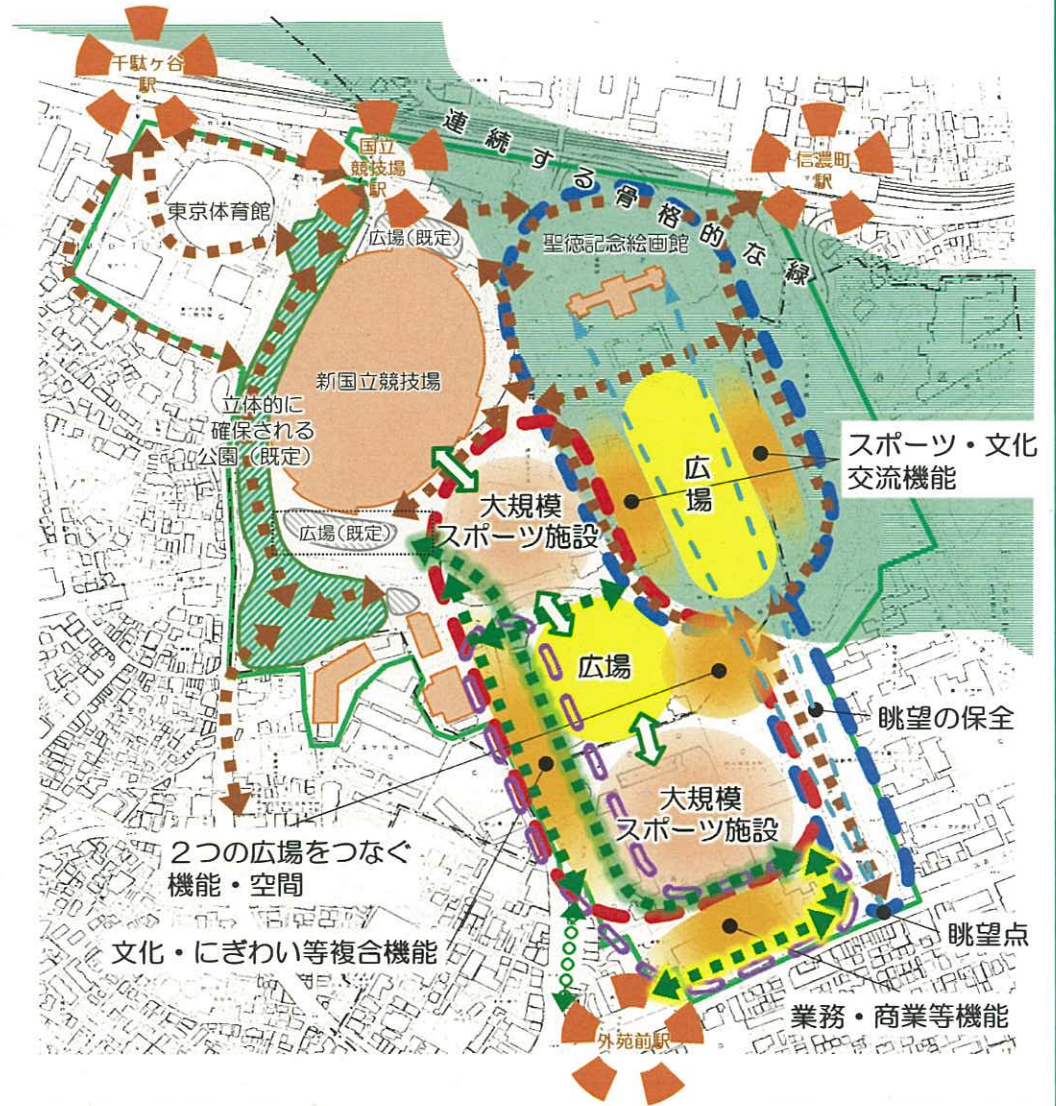 千駄ヶ谷
駅
国立
競技場
駅
信濃町
駅
連続する骨格的な緑
東京体育館
広場(既定)
聖徳記念絵画館
新国立競技場
立体的に
確保される
公園(既定)
スポーツ・文化
交流機能
広
場
大規模
スポーツ施設
広場(既定)
広場
眺望の保全
大規模
スポーツ施設
2つの広場をつなぐ
機能・空間
文化・にぎわい等複合機能
眺望点
業務・商業等機能
外苑前駅